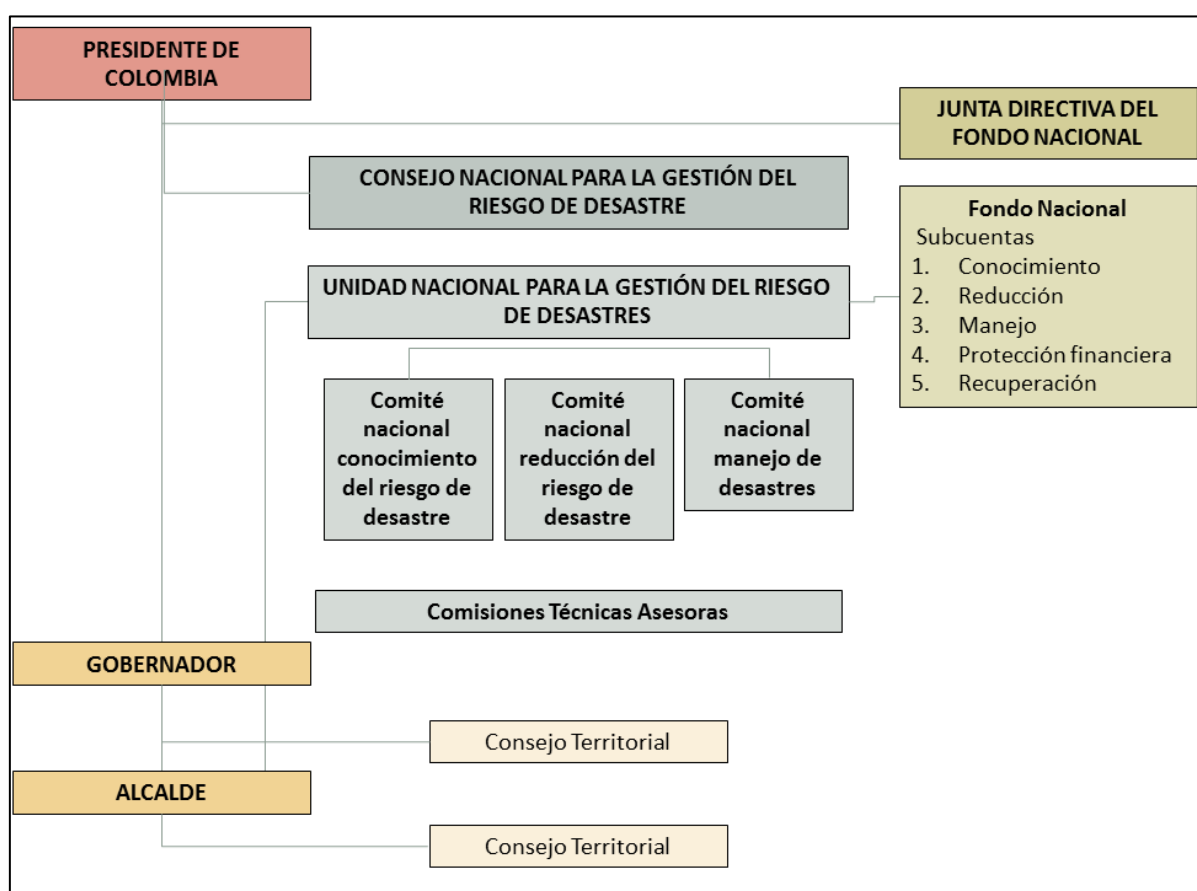 PRESIDENTE DE
COLOMBIA
JUNTA DIRECTIVA DEL
FONDO NACIONAL
CONSEJO NACIONAL PARA LA GESTIÓN DEL
RIESGO DE DESASTRE
Fondo Nacional
Subcuentas
1. Conocimiento
2. Reducción
3. Manejo
4. Protección financiera
5. Recuperación
UNIDAD NACIONAL PARA LA GESTIÓN DEL RIESGO
DE DESASTRES
Comité
nacional
conocimiento
del riesgo de
desastre
Comité
nacional
reducción del
riesgo de
desastre
Comité
nacional
manejo de
desastres
Comisiones Técnicas Asesoras
GOBERNADOR
Consejo Territorial
ALCALDE
Consejo Territorial